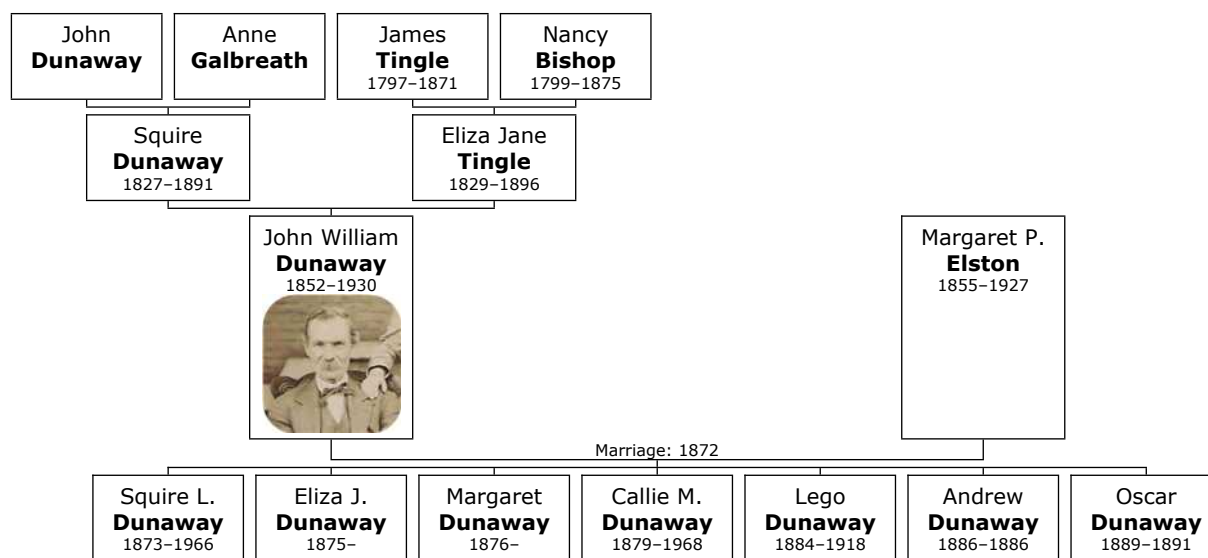 John
Dunaway
Anne
Galbreath
James
Tingle
1797–1871
Nancy
Bishop
1799–1875
Squire
Dunaway
1827–1891
Eliza Jane
Tingle
1829–1896
John William
Dunaway
1852–1930
Margaret P.
Elston
1855–1927
Marriage: 1872
Squire L.
Dunaway
1873–1966
Eliza J.
Dunaway
1875–
Margaret
Dunaway
1876–
Callie M.
Dunaway
1879–1968
Lego
Dunaway
1884–1918
Andrew
Dunaway
1886–1886
Oscar
Dunaway
1889–1891